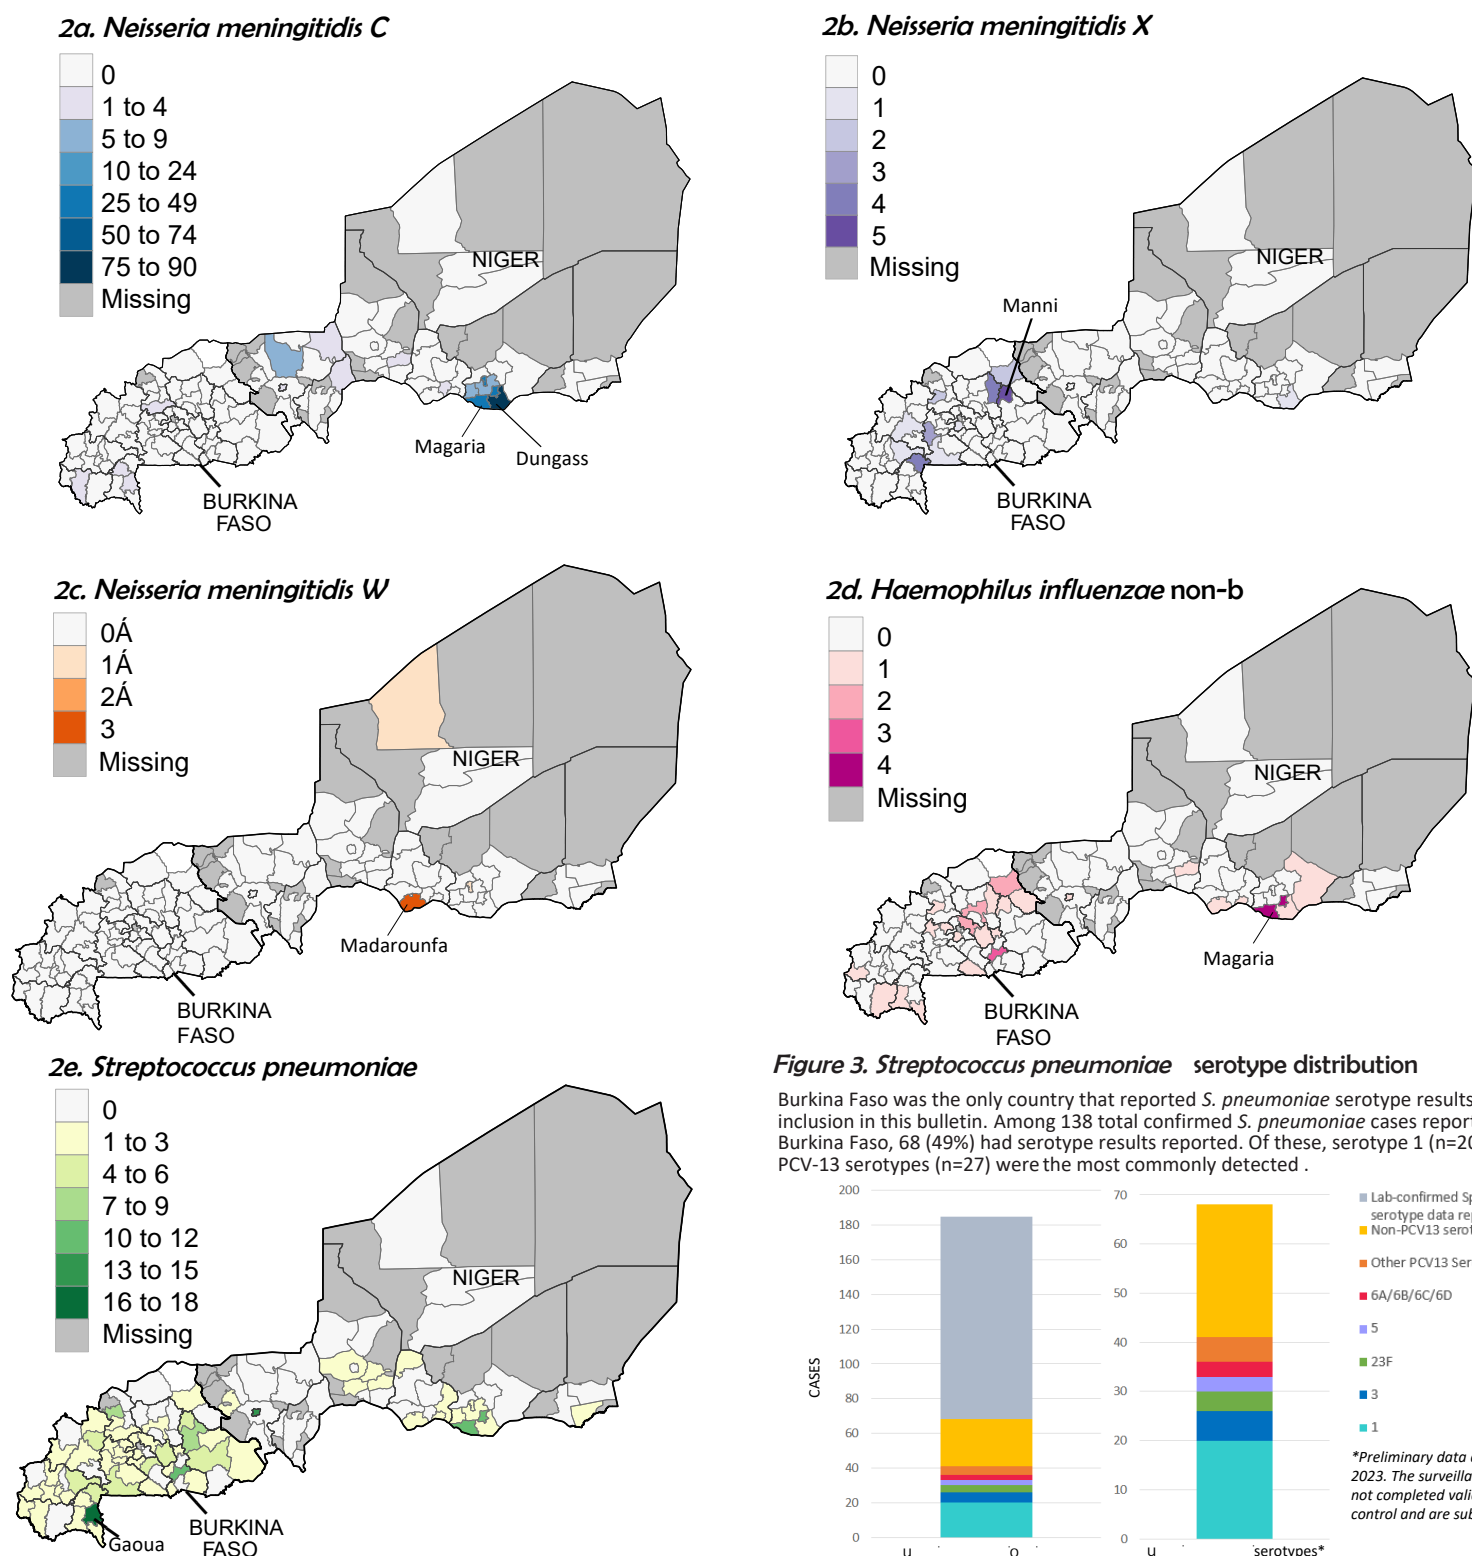 2a. Neisseria meningitidis C
0
1 to 4
5 to 9
10 to 24
25 to 49
50 to 74
75 to 90
Missing
NIGER
Magaria
Dungass
BURKINA
FASO
2b. Neisseria meningitidis X
0
1
2
3
4
5
Missing
NIGER
Manni
BURKINA
FASO
2c. Neisseria meningitidis W
0Á
1Á
2Á
3
Missing
NIGER
Madarounfa
BURKINA
FASO
2d. Haemophilus influenzae non-b
0
1
2
3
4
Missing
NIGER
Magaria
BURKINA
FASO
2e. Streptococcus pneumoniae
0
1 to 3
4 to 6
7 to 9
10 to 12
13 to 15
16 to 18
Missing
NIGER
Gaoua
BURKINA
FASO
Figure 3. Streptococcus pneumoniae serotype distribution
Burkina Faso was the only country that reported S. pneumoniae serotype results
inclusion in this bulletin. Among 138 total confirmed S. pneumoniae cases report
Burkina Faso, 68 (49%) had serotype results reported. Of these, serotype 1 (n=20
PCV-13 serotypes (n=27) were the most commonly detected .
200
180
160
140
120
100
80
60
40
20
0
CASES
70
60
50
40
30
20
10
0
serotypes*
Lab-confirmed Sp
serotype data rep
Non-PCV13 serot
Other PCV13 Ser
6A/6B/6C/6D
5
23F
3
1
*Preliminary data
2023. The surveilla
not completed valid
control and are sub